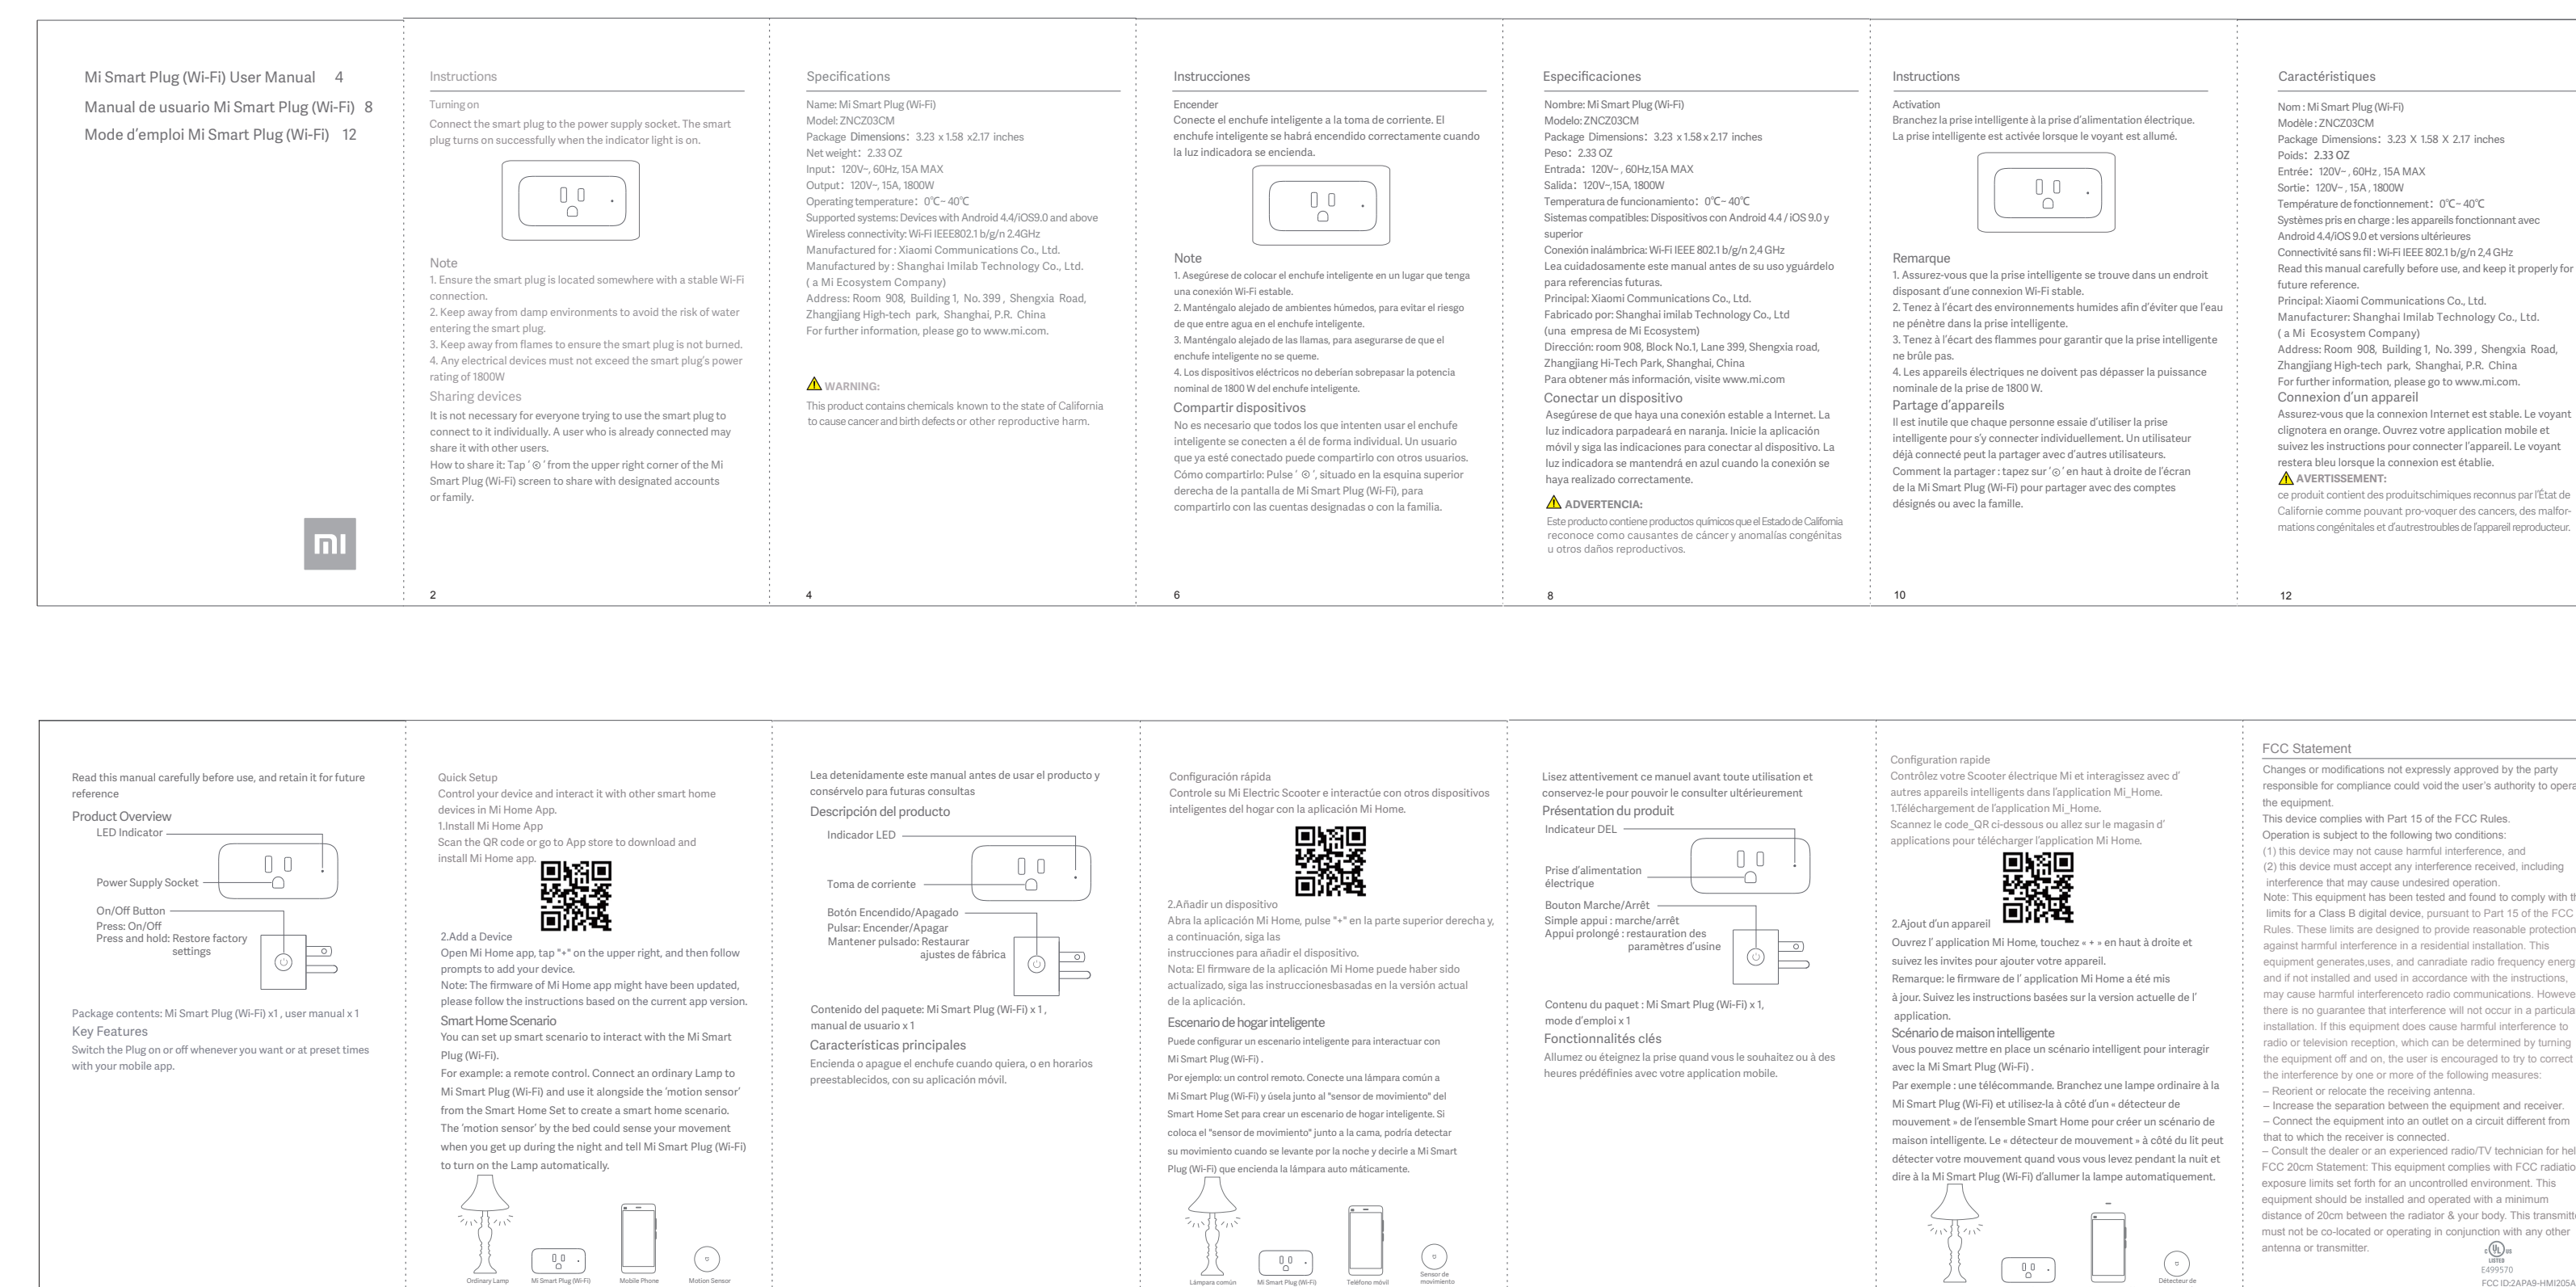 Mi Smart Plug (Wi-Fi) User Manual 4
Manual de usuario Mi Smart Plug (Wi-Fi) 8
Mode d'emploi Mi Smart Plug (Wi-Fi) 12
mi
Instructions
Turning on
Connect the smart plug to the power supply socket. The smart
plug turns on successfully when the indicator light is on.
Note
1. Ensure the smart plug is located somewhere with a stable Wi-Fi
connection.
2. Keep away from damp environments to avoid the risk of water
entering the smart plug.
3. Keep away from flames to ensure the smart plug is not burned.
4. Any electrical devices must not exceed the smart plug's power
rating of 1800W
Sharing devices
It is not necessary for everyone trying to use the smart plug to
connect to it individually. A user who is already connected may
share it with other users.
How to share it: Tap ' ⊙ ' from the upper right corner of the Mi
Smart Plug (Wi-Fi) screen to share with designated accounts
or family.
2
Specifications
Name: Mi Smart Plug (Wi-Fi)
Model: ZNCZ03CM
Package Dimensions: 3.23 x 1.58 x2.17 inches
Net weight: 2.33 OZ
Input: 120V~, 60Hz, 15A MAX
Output: 120V~, 15A, 1800W
Operating temperature: 0℃~ 40℃
Supported systems: Devices with Android 4.4/iOS9.0 and above
Wireless connectivity: Wi-Fi IEEE802.1 b/g/n 2.4GHz
Manufactured for : Xiaomi Communications Co., Ltd.
Manufactured by : Shanghai Imilab Technology Co., Ltd.
( a Mi Ecosystem Company)
Address: Room 908, Building 1, No. 399 , Shengxia Road,
Zhangjiang High-tech park, Shanghai, P.R. China
For further information, please go to www.mi.com.
WARNING:
This product contains chemicals known to the state of California
to cause cancer and birth defects or other reproductive harm.
4
Instrucciones
Encender
Conecte el enchufe inteligente a la toma de corriente. El
enchufe inteligente se habrá encendido correctamente cuando
la luz indicadora se encienda.
Note
1. Asegúrese de colocar el enchufe inteligente en un lugar que tenga
una conexión Wi-Fi estable.
2. Manténgalo alejado de ambientes húmedos, para evitar el riesgo
de que entre agua en el enchufe inteligente.
3. Manténgalo alejado de las llamas, para asegurarse de que el
enchufe inteligente no se queme.
4. Los dispositivos eléctricos no deberían sobrepasar la potencia
nominal de 1800 W del enchufe inteligente.
Compartir dispositivos
No es necesario que todos los que intenten usar el enchufe
inteligente se conecten a él de forma individual. Un usuario
que ya esté conectado puede compartirlo con otros usuarios.
Cómo compartirlo: Pulse ' ⊙ ', situado en la esquina superior
derecha de la pantalla de Mi Smart Plug (Wi-Fi), para
compartirlo con las cuentas designadas o con la familia.
6
Especificaciones
Nombre: Mi Smart Plug (Wi-Fi)
Modelo: ZNCZ03CM
Package Dimensions: 3.23 x 1.58 x 2.17 inches
Peso: 2.33 OZ
Entrada: 120V~ , 60Hz,15A MAX
Salida: 120V~,15A, 1800W
Temperatura de funcionamiento: 0℃~ 40℃
Sistemas compatibles: Dispositivos con Android 4.4 / iOS 9.0 y
superior
Conexión inalámbrica: Wi-Fi IEEE 802.1 b/g/n 2,4 GHz
Lea cuidadosamente este manual antes de su uso yguárdelo
para referencias futuras.
Principal: Xiaomi Communications Co., Ltd.
Fabricado por: Shanghai imilab Technology Co., Ltd
(una empresa de Mi Ecosystem)
Dirección: room 908, Block No.1, Lane 399, Shengxia road,
Zhangjiang Hi-Tech Park, Shanghai, China
Para obtener más información, visite www.mi.com
Conectar un dispositivo
Asegúrese de que haya una conexión estable a Internet. La
luz indicadora parpadeará en naranja. Inicie la aplicación
móvil y siga las indicaciones para conectar al dispositivo. La
luz indicadora se mantendrá en azul cuando la conexión se
haya realizado correctamente.
ADVERTENCIA:
Este producto contiene productos químicos que el Estado de California
reconoce como causantes de cáncer y anomalías congénitas
u otros daños reproductivos.
8
Instructions
Activation
Branchez la prise intelligente à la prise d'alimentation électrique.
La prise intelligente est activée lorsque le voyant est allumé.
Remarque
1. Assurez-vous que la prise intelligente se trouve dans un endroit
disposant d'une connexion Wi-Fi stable.
2. Tenez à l'écart des environnements humides afin d'éviter que l'eau
ne pénètre dans la prise intelligente.
3. Tenez à l'écart des flammes pour garantir que la prise intelligente
ne brûle pas.
4. Les appareils électriques ne doivent pas dépasser la puissance
nominale de la prise de 1800 W.
Partage d'appareils
Il est inutile que chaque personne essaie d'utiliser la prise
intelligente pour s'y connecter individuellement. Un utilisateur
déjà connecté peut la partager avec d'autres utilisateurs.
Comment la partager : tapez sur '⊙' en haut à droite de l'écran
de la Mi Smart Plug (Wi-Fi) pour partager avec des comptes
désignés ou avec la famille.
10
Caractéristiques
Nom : Mi Smart Plug (Wi-Fi)
Modèle : ZNCZ03CM
Package Dimensions: 3.23 X 1.58 X 2.17 inches
Poids: 2.33 OZ
Entrée: 120V~ , 60Hz , 15A MAX
Sortie: 120V~ , 15A , 1800W
Température de fonctionnement: 0℃~ 40℃
Systèmes pris en charge : les appareils fonctionnant avec
Android 4.4/iOS 9.0 et versions ultérieures
Connectivité sans fil : Wi-Fi IEEE 802.1 b/g/n 2,4 GHz
Read this manual carefully before use, and keep it properly for
future reference.
Principal: Xiaomi Communications Co., Ltd.
Manufacturer: Shanghai Imilab Technology Co., Ltd.
( a Mi Ecosystem Company)
Address: Room 908, Building 1, No. 399 , Shengxia Road,
Zhangjiang High-tech park, Shanghai, P.R. China
For further information, please go to www.mi.com.
Connexion d'un appareil
Assurez-vous que la connexion Internet est stable. Le voyant
clignotera en orange. Ouvrez votre application mobile et
suivez les instructions pour connecter l'appareil. Le voyant
restera bleu lorsque la connexion est établie.
AVERTISSEMENT:
ce produit contient des produitschimiques reconnus par l'État de
Californie comme pouvant pro-voquer des cancers, des malfor-
mations congénitales et d'autrestroubles de l'appareil reproducteur.
12
Read this manual carefully before use, and retain it for future
reference
Product Overview
LED Indicator
Power Supply Socket
On/Off Button
Press: On/Off
Press and hold: Restore factory
settings
Package contents: Mi Smart Plug (Wi-Fi) x1 , user manual x 1
Key Features
Switch the Plug on or off whenever you want or at preset times
with your mobile app.
Quick Setup
Control your device and interact it with other smart home
devices in Mi Home App.
1.Install Mi Home App
Scan the QR code or go to App store to download and
install Mi Home app.
2.Add a Device
Open Mi Home app, tap "+" on the upper right, and then follow
prompts to add your device.
Note: The firmware of Mi Home app might have been updated,
please follow the instructions based on the current app version.
Smart Home Scenario
You can set up smart scenario to interact with the Mi Smart
Plug (Wi-Fi).
For example: a remote control. Connect an ordinary Lamp to
Mi Smart Plug (Wi-Fi) and use it alongside the 'motion sensor'
from the Smart Home Set to create a smart home scenario.
The 'motion sensor' by the bed could sense your movement
when you get up during the night and tell Mi Smart Plug (Wi-Fi)
to turn on the Lamp automatically.
Ordinary Lamp
Mi Smart Plug (Wi-Fi)
Mobile Phone
Motion Sensor
Lea detenidamente este manual antes de usar el producto y
consérvelo para futuras consultas
Descripción del producto
Indicador LED
Toma de corriente
Botón Encendido/Apagado
Pulsar: Encender/Apagar
Mantener pulsado: Restaurar
ajustes de fábrica
Contenido del paquete: Mi Smart Plug (Wi-Fi) x 1 ,
manual de usuario x 1
Características principales
Encienda o apague el enchufe cuando quiera, o en horarios
preestablecidos, con su aplicación móvil.
Configuración rápida
Controle su Mi Electric Scooter e interactúe con otros dispositivos
inteligentes del hogar con la aplicación Mi Home.
2.Añadir un dispositivo
Abra la aplicación Mi Home, pulse "+" en la parte superior derecha y,
a continuación, siga las
instrucciones para añadir el dispositivo.
Nota: El firmware de la aplicación Mi Home puede haber sido
actualizado, siga las instruccionesbasadas en la versión actual
de la aplicación.
Escenario de hogar inteligente
Puede configurar un escenario inteligente para interactuar con
Mi Smart Plug (Wi-Fi) .
Por ejemplo: un control remoto. Conecte una lámpara común a
Mi Smart Plug (Wi-Fi) y úsela junto al "sensor de movimiento" del
Smart Home Set para crear un escenario de hogar inteligente. Si
coloca el "sensor de movimiento" junto a la cama, podría detectar
su movimiento cuando se levante por la noche y decirle a Mi Smart
Plug (Wi-Fi) que encienda la lámpara auto máticamente.
Lámpara común
Mi Smart Plug (Wi-Fi)
Teléfono móvil
Sensor de
movimiento
Lisez attentivement ce manuel avant toute utilisation et
conservez-le pour pouvoir le consulter ultérieurement
Présentation du produit
Indicateur DEL
Prise d'alimentation
électrique
Bouton Marche/Arrêt
Simple appui : marche/arrêt
Appui prolongé : restauration des
paramètres d'usine
Contenu du paquet : Mi Smart Plug (Wi-Fi) x 1,
mode d'emploi x 1
Fonctionnalités clés
Allumez ou éteignez la prise quand vous le souhaitez ou à des
heures prédéfinies avec votre application mobile.
Configuration rapide
Contrôlez votre Scooter électrique Mi et interagissez avec d'
autres appareils intelligents dans l'application Mi_Home.
1.Téléchargement de l'application Mi_Home.
Scannez le code_QR ci-dessous ou allez sur le magasin d'
applications pour télécharger l'application Mi Home.
2.Ajout d'un appareil
Ouvrez l' application Mi Home, touchez « + » en haut à droite et
suivez les invites pour ajouter votre appareil.
Remarque: le firmware de l' application Mi Home a été mis
à jour. Suivez les instructions basées sur la version actuelle de l'
application.
Scénario de maison intelligente
Vous pouvez mettre en place un scénario intelligent pour interagir
avec la Mi Smart Plug (Wi-Fi) .
Par exemple : une télécommande. Branchez une lampe ordinaire à la
Mi Smart Plug (Wi-Fi) et utilisez-la à côté d'un « détecteur de
mouvement » de l'ensemble Smart Home pour créer un scénario de
maison intelligente. Le « détecteur de mouvement » à côté du lit peut
détecter votre mouvement quand vous vous levez pendant la nuit et
dire à la Mi Smart Plug (Wi-Fi) d'allumer la lampe automatiquement.
Détecteur de
FCC Statement
Changes or modifications not expressly approved by the party
responsible for compliance could void the user's authority to opera
the equipment.
This device complies with Part 15 of the FCC Rules.
Operation is subject to the following two conditions:
(1) this device may not cause harmful interference, and
(2) this device must accept any interference received, including
interference that may cause undesired operation.
Note: This equipment has been tested and found to comply with th
limits for a Class B digital device, pursuant to Part 15 of the FCC
Rules. These limits are designed to provide reasonable protection
against harmful interference in a residential installation. This
equipment generates,uses, and canradiate radio frequency energ
and if not installed and used in accordance with the instructions,
may cause harmful interferenceto radio communications. Howeve
there is no guarantee that interference will not occur in a particula
installation. If this equipment does cause harmful interference to
radio or television reception, which can be determined by turning
the equipment off and on, the user is encouraged to try to correct
the interference by one or more of the following measures:
– Reorient or relocate the receiving antenna.
– Increase the separation between the equipment and receiver.
– Connect the equipment into an outlet on a circuit different from
that to which the receiver is connected.
– Consult the dealer or an experienced radio/TV technician for hel
FCC 20cm Statement: This equipment complies with FCC radiatio
exposure limits set forth for an uncontrolled environment. This
equipment should be installed and operated with a minimum
distance of 20cm between the radiator & your body. This transmitt
must not be co-located or operating in conjunction with any other
antenna or transmitter.
c UL us
LISTED
E499570
FCC ID:2APA9-HMI205A